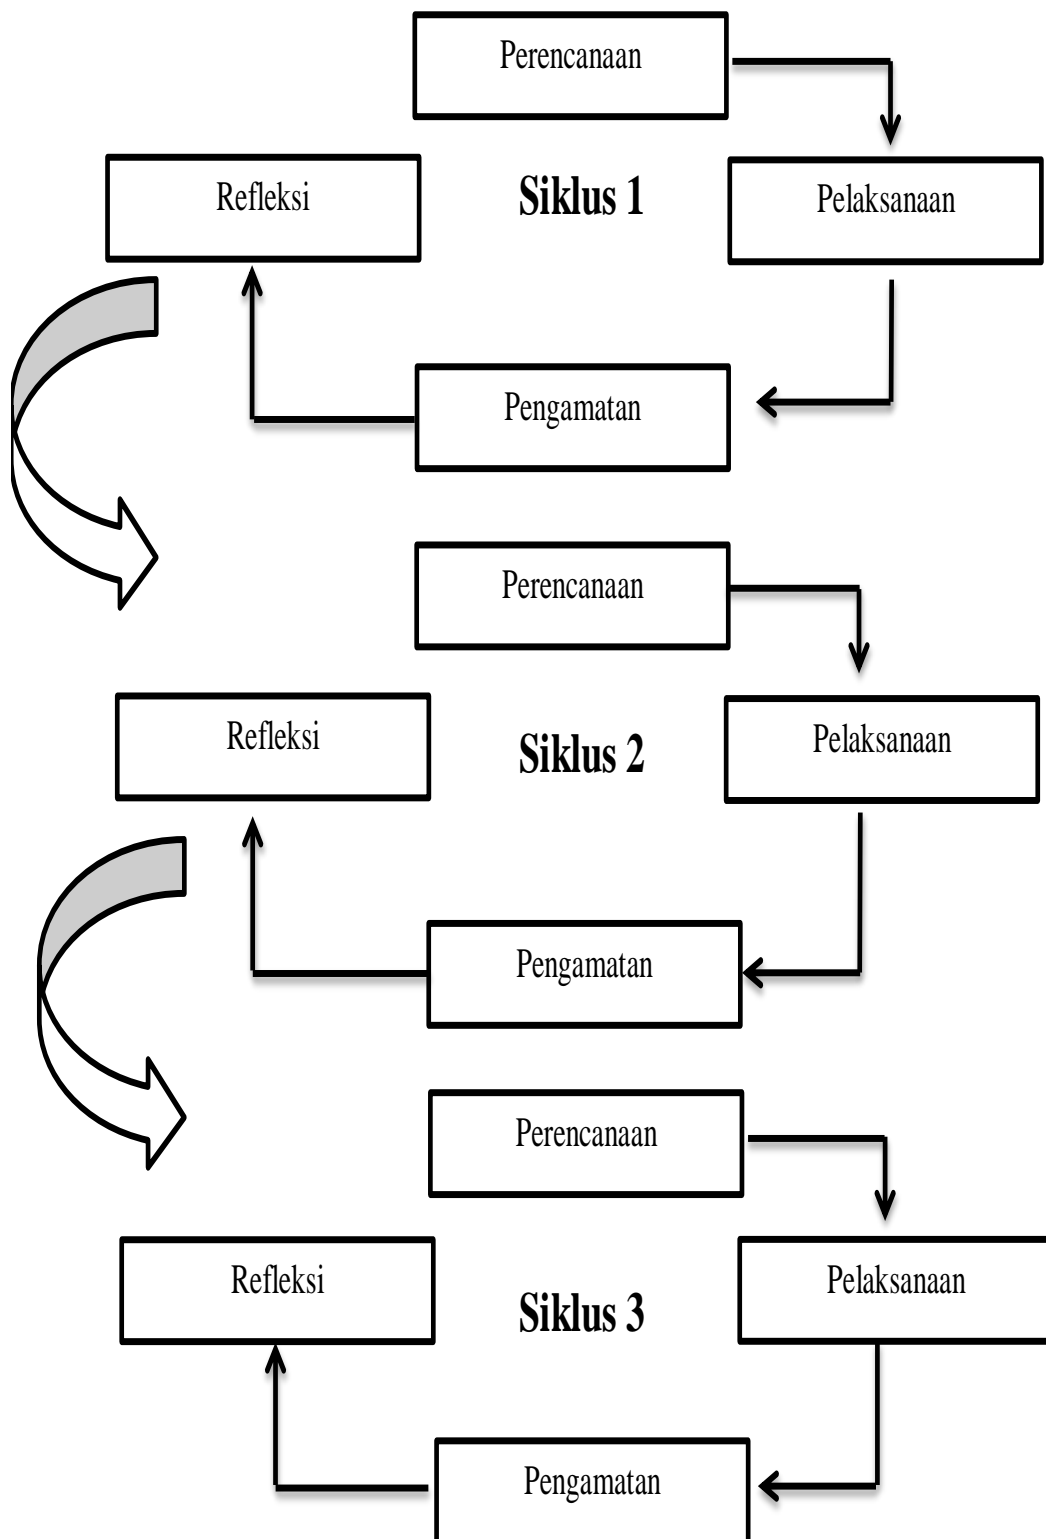 Perencanaan
Refleksi
Siklus 1
Pelaksanaan
Pengamatan
Perencanaan
Refleksi
Siklus 2
Pelaksanaan
Pengamatan
Perencanaan
Refleksi
Siklus 3
Pelaksanaan
Pengamatan